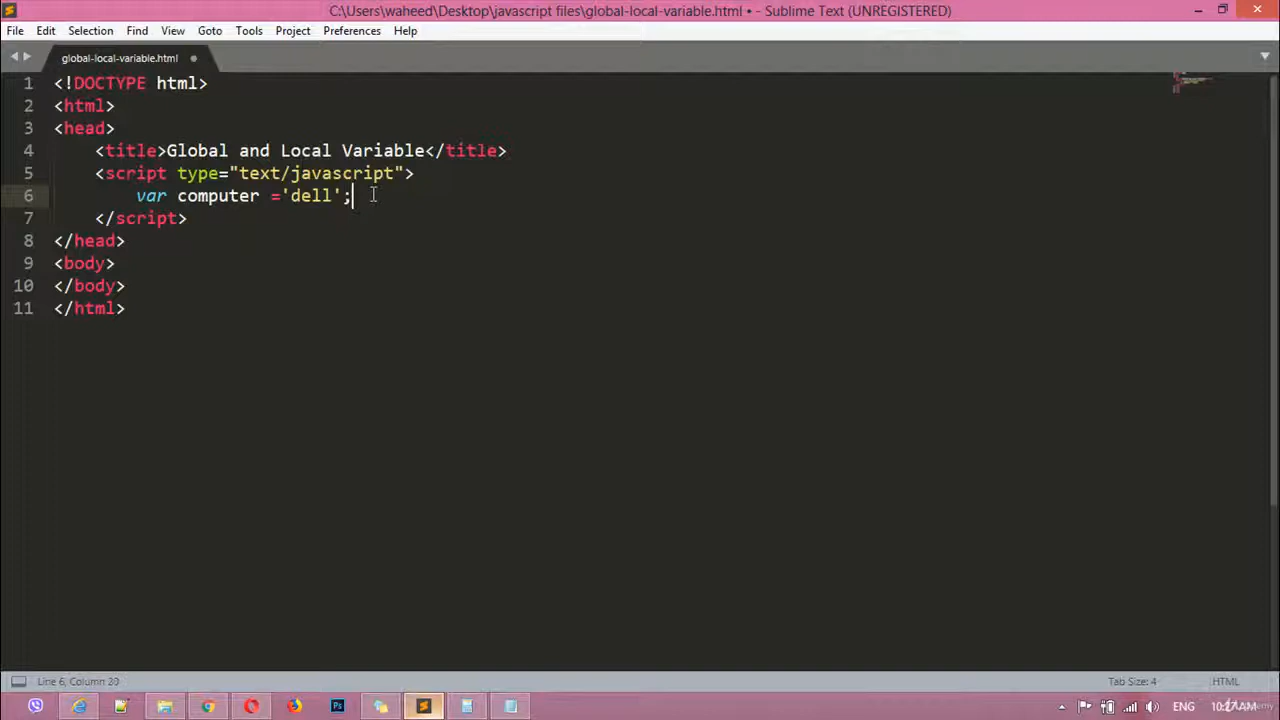 C:\Users\waheed\Desktop\javascript files\global-local-variable.html • - Sublime Text (UNREGISTERED)
File Edit Selection Find View Goto Tools Project Preferences Help
global-local-variable.html
1 <!DOCTYPE html>
2 <html>
3 <head>
4 <title>Global and Local Variable</title>
5 <script type="text/javascript">
6 var computer ='dell';
7 </script>
8 </head>
9 <body>
10 </body>
11 </html>
Line 6, Column 20 Tab Size: 4 HTML
Ps ENG